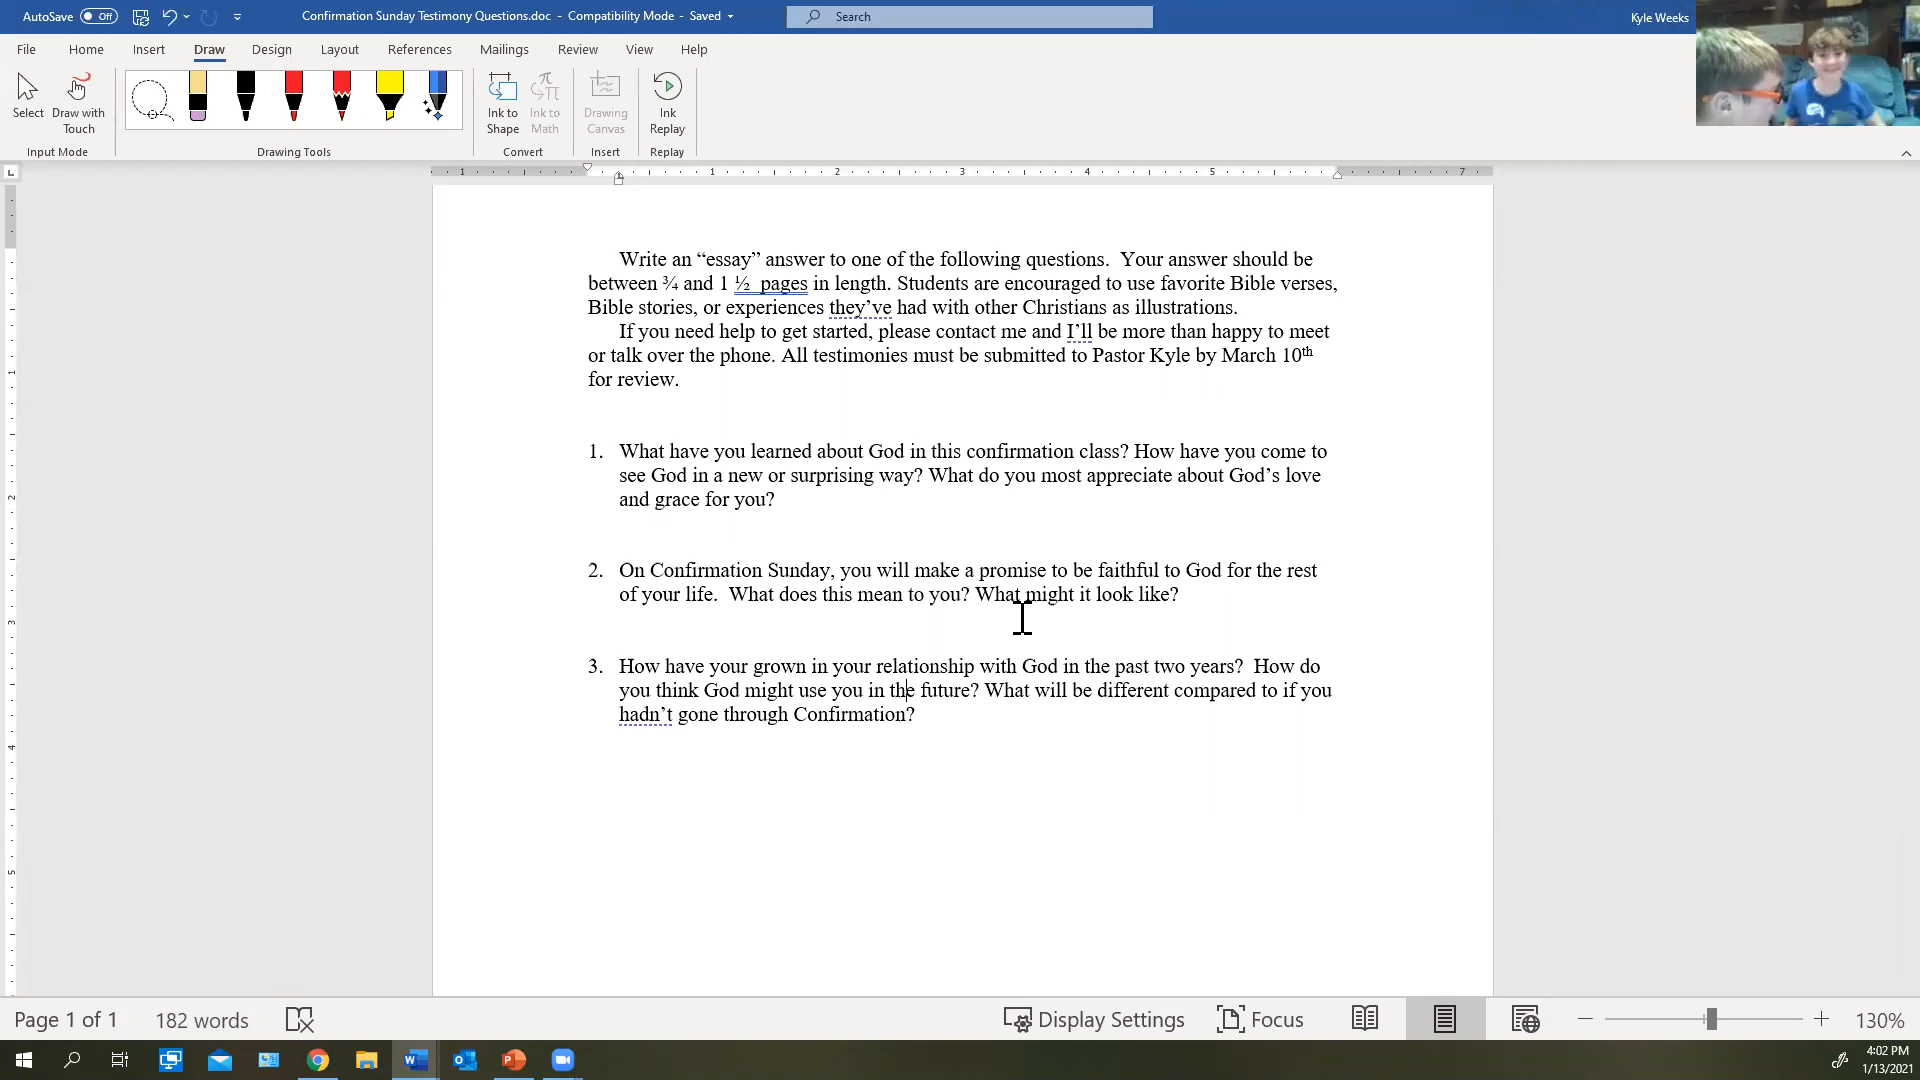 AutoSave Off Confirmation Sunday Testimony Questions.doc - Compatibility Mode - Saved Search Kyle Weeks
File Home Insert Draw Design Layout References Mailings Review View Help
Select Draw with Touch Ink to Shape Ink to Math Drawing Canvas Ink Replay
Input Mode Drawing Tools Convert Insert Replay
1 1 2 3 4 5 7
Write an “essay” answer to one of the following questions.  Your answer should be
between ¾ and 1 ½  pages in length. Students are encouraged to use favorite Bible verses,
Bible stories, or experiences they’ve had with other Christians as illustrations.
If you need help to get started, please contact me and I’ll be more than happy to meet
or talk over the phone. All testimonies must be submitted to Pastor Kyle by March 10th
for review.
1. What have you learned about God in this confirmation class? How have you come to
see God in a new or surprising way? What do you most appreciate about God’s love
and grace for you?
2. On Confirmation Sunday, you will make a promise to be faithful to God for the rest
of your life.  What does this mean to you? What might it look like?
3. How have your grown in your relationship with God in the past two years?  How do
you think God might use you in the future? What will be different compared to if you
hadn’t gone through Confirmation?
1
2
3
4
5
Page 1 of 1 182 words Display Settings Focus 130%
4:02 PM
1/13/2021